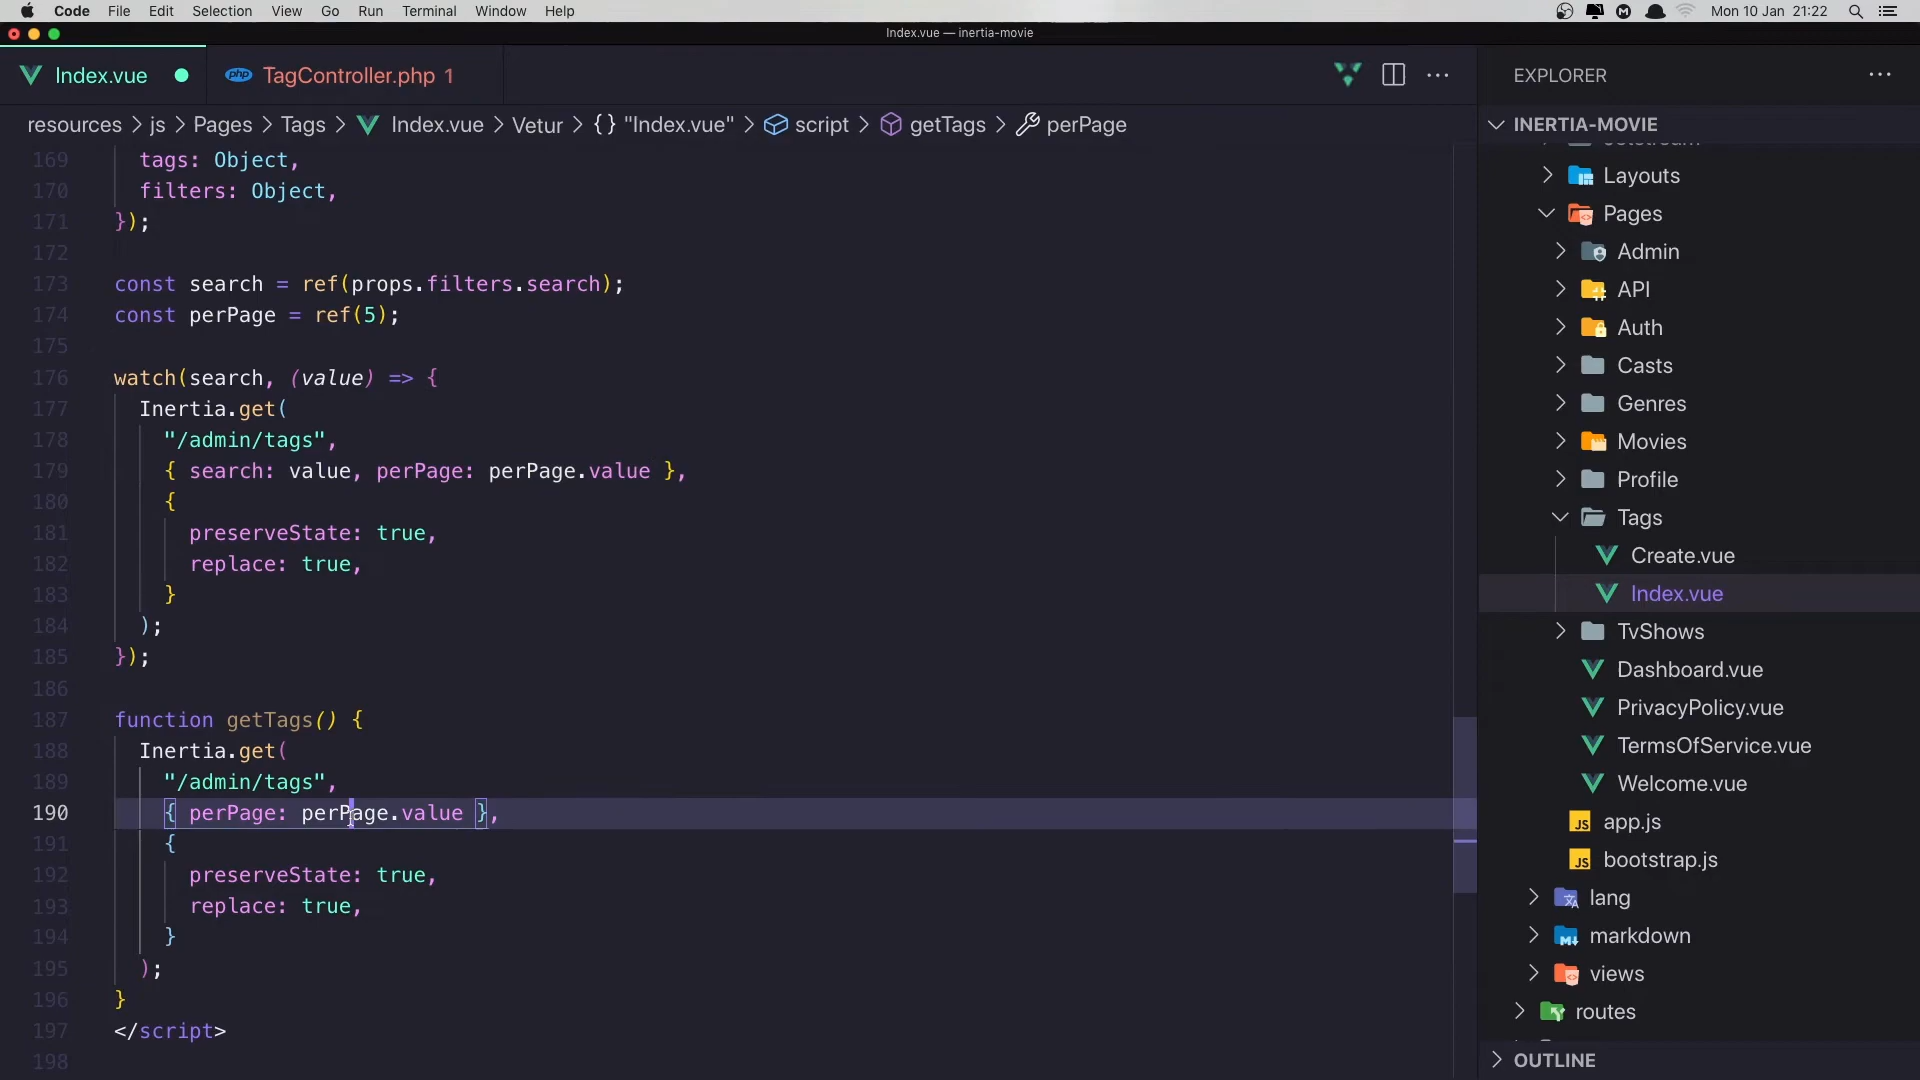 Code File Edit Selection View Go Run Terminal Window Help
Mon 10 Jan 21:22
Index.vue — inertia-movie
Index.vue
php TagController.php 1
resources > js > Pages > Tags > Index.vue > Vetur > {} "Index.vue" > script > getTags > perPage
169 tags: Object,
170 filters: Object,
171 });
172
173 const search = ref(props.filters.search);
174 const perPage = ref(5);
175
176 watch(search, (value) => {
177 Inertia.get(
178 "/admin/tags",
179 { search: value, perPage: perPage.value },
180 {
181 preserveState: true,
182 replace: true,
183 }
184 );
185 });
186
187 function getTags() {
188 Inertia.get(
189 "/admin/tags",
190 { perPage: perPage.value },
191 {
192 preserveState: true,
193 replace: true,
194 }
195 );
196 }
197 </script>
198
EXPLORER
INERTIA-MOVIE
Layouts
Pages
Admin
API
Auth
Casts
Genres
Movies
Profile
Tags
Create.vue
Index.vue
TvShows
Dashboard.vue
PrivacyPolicy.vue
TermsOfService.vue
Welcome.vue
JS app.js
JS bootstrap.js
lang
markdown
views
routes
OUTLINE